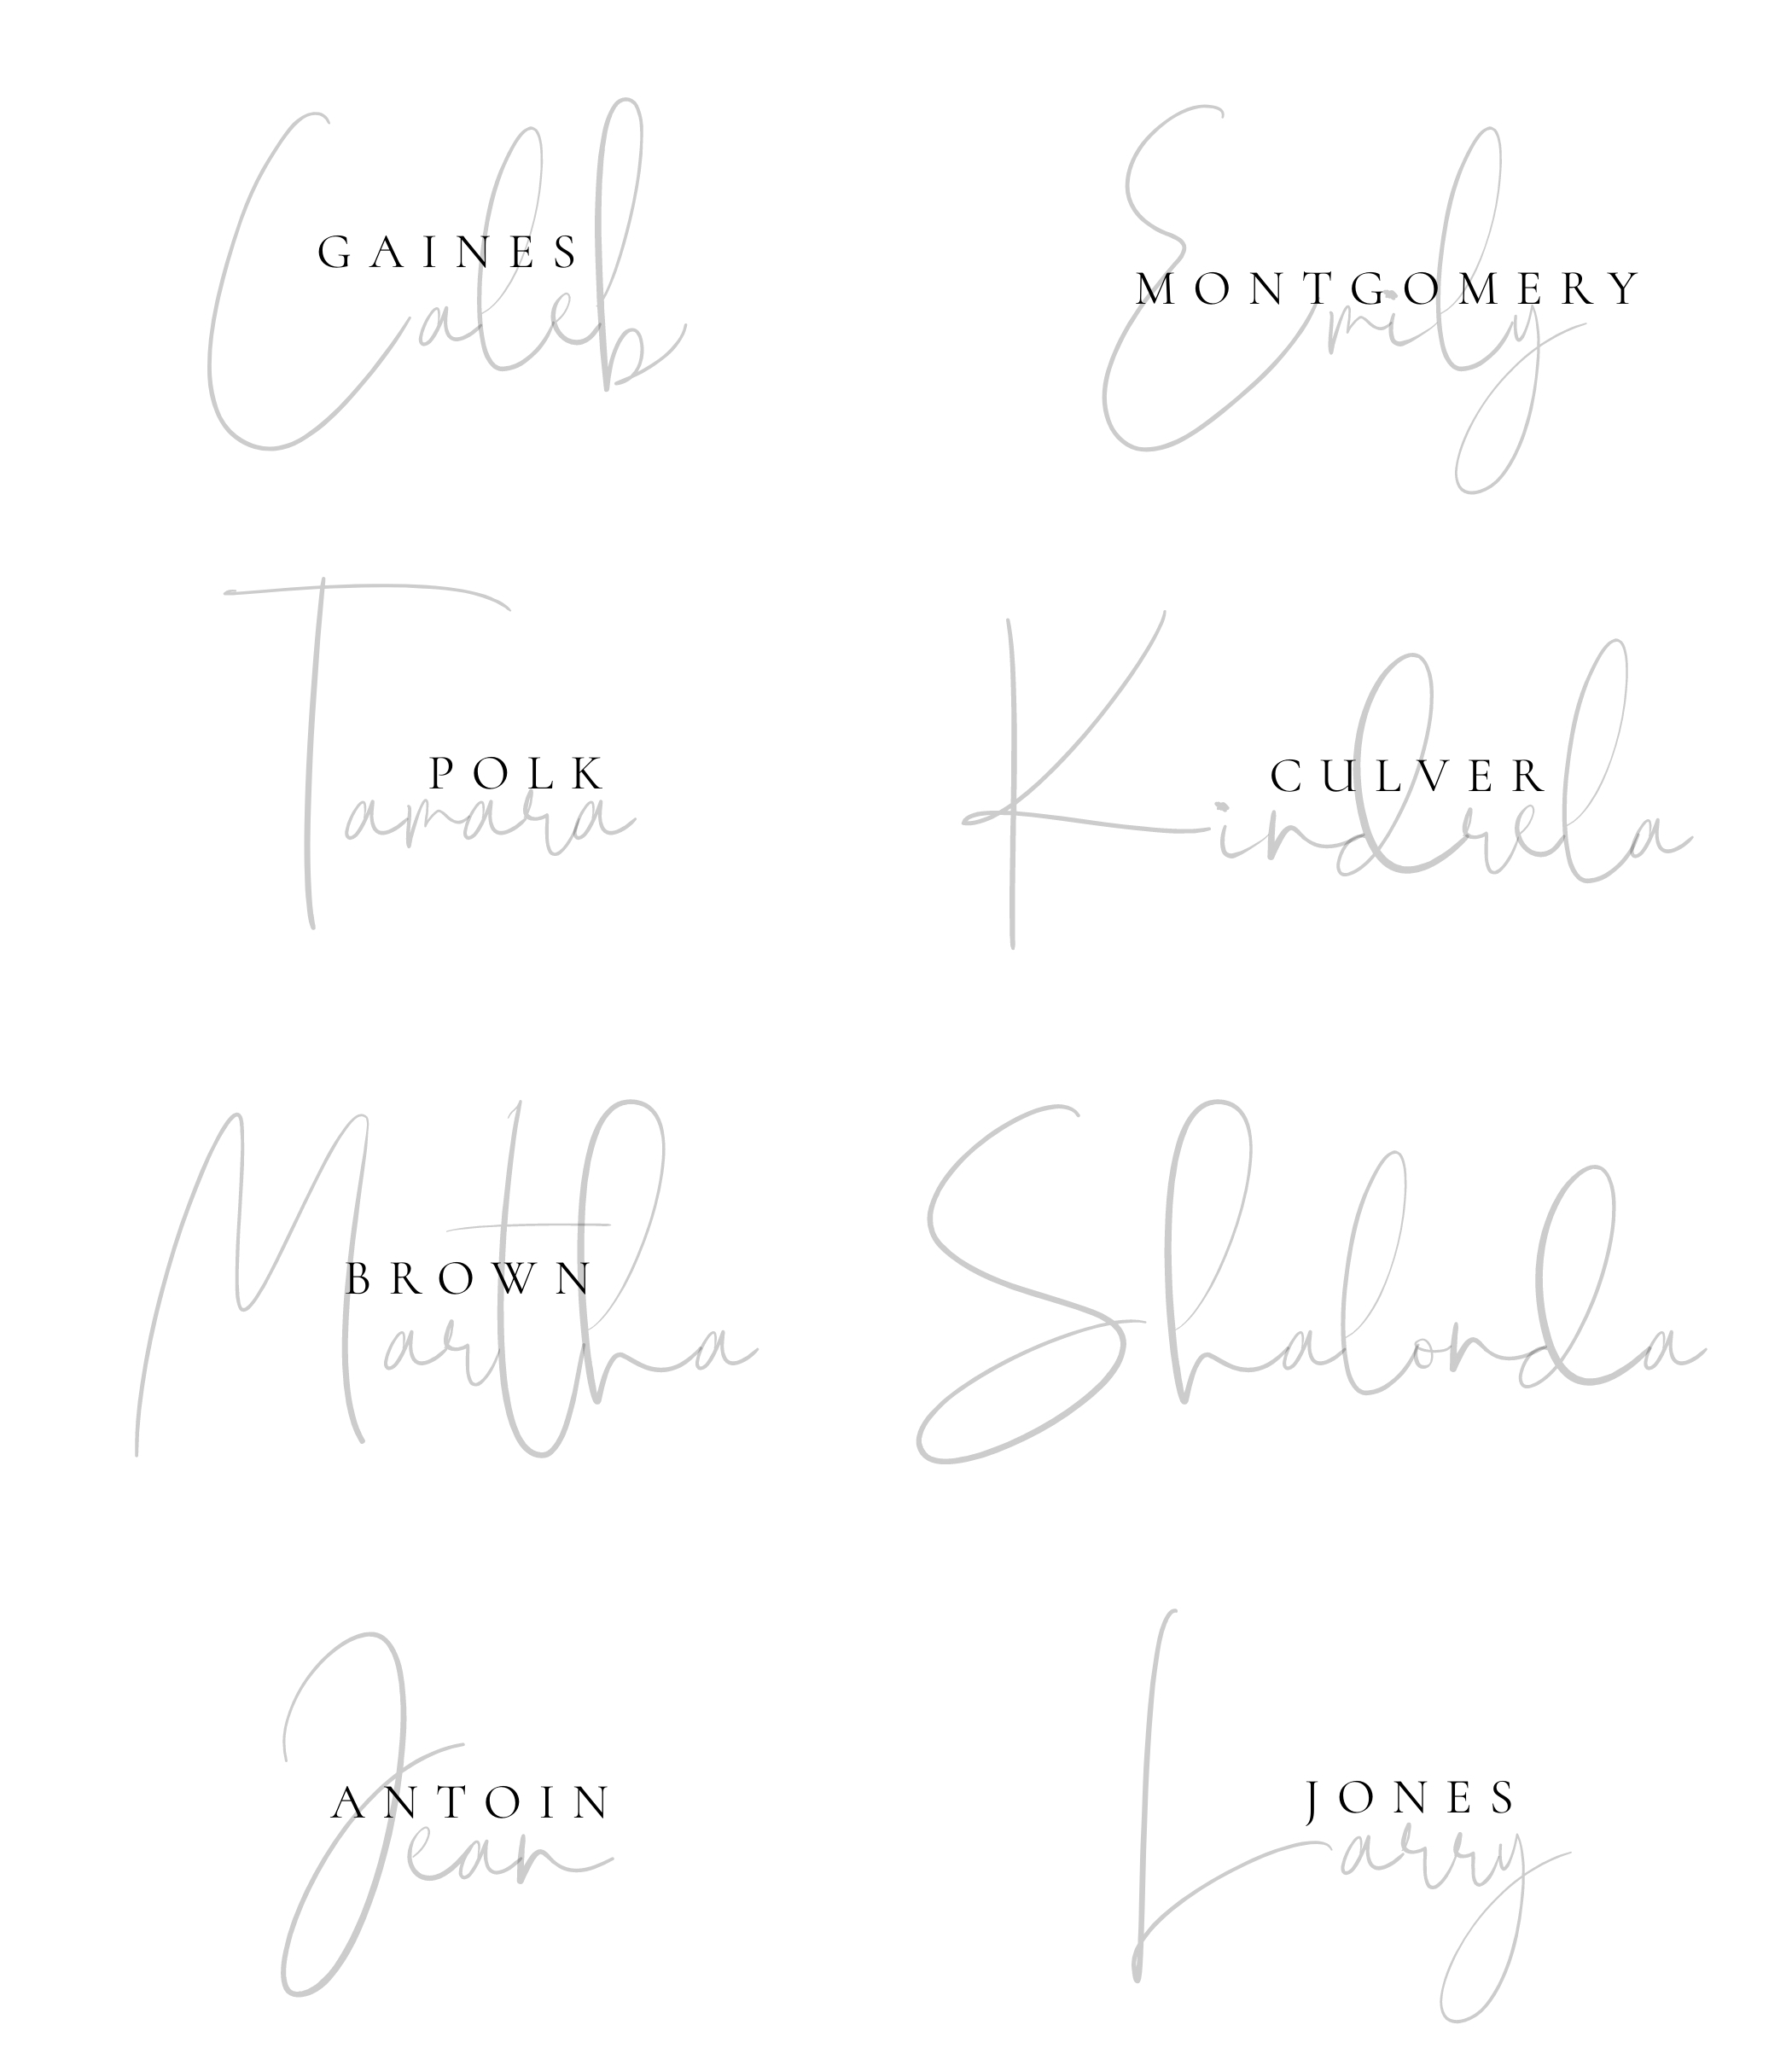 Caleb
GAINES
Emily
MONTGOMERY
Tamara
POLK
Kindrela
CULVER
Martha
BROWN
Shalonda
Jean
ANTOIN
Larry
JONES